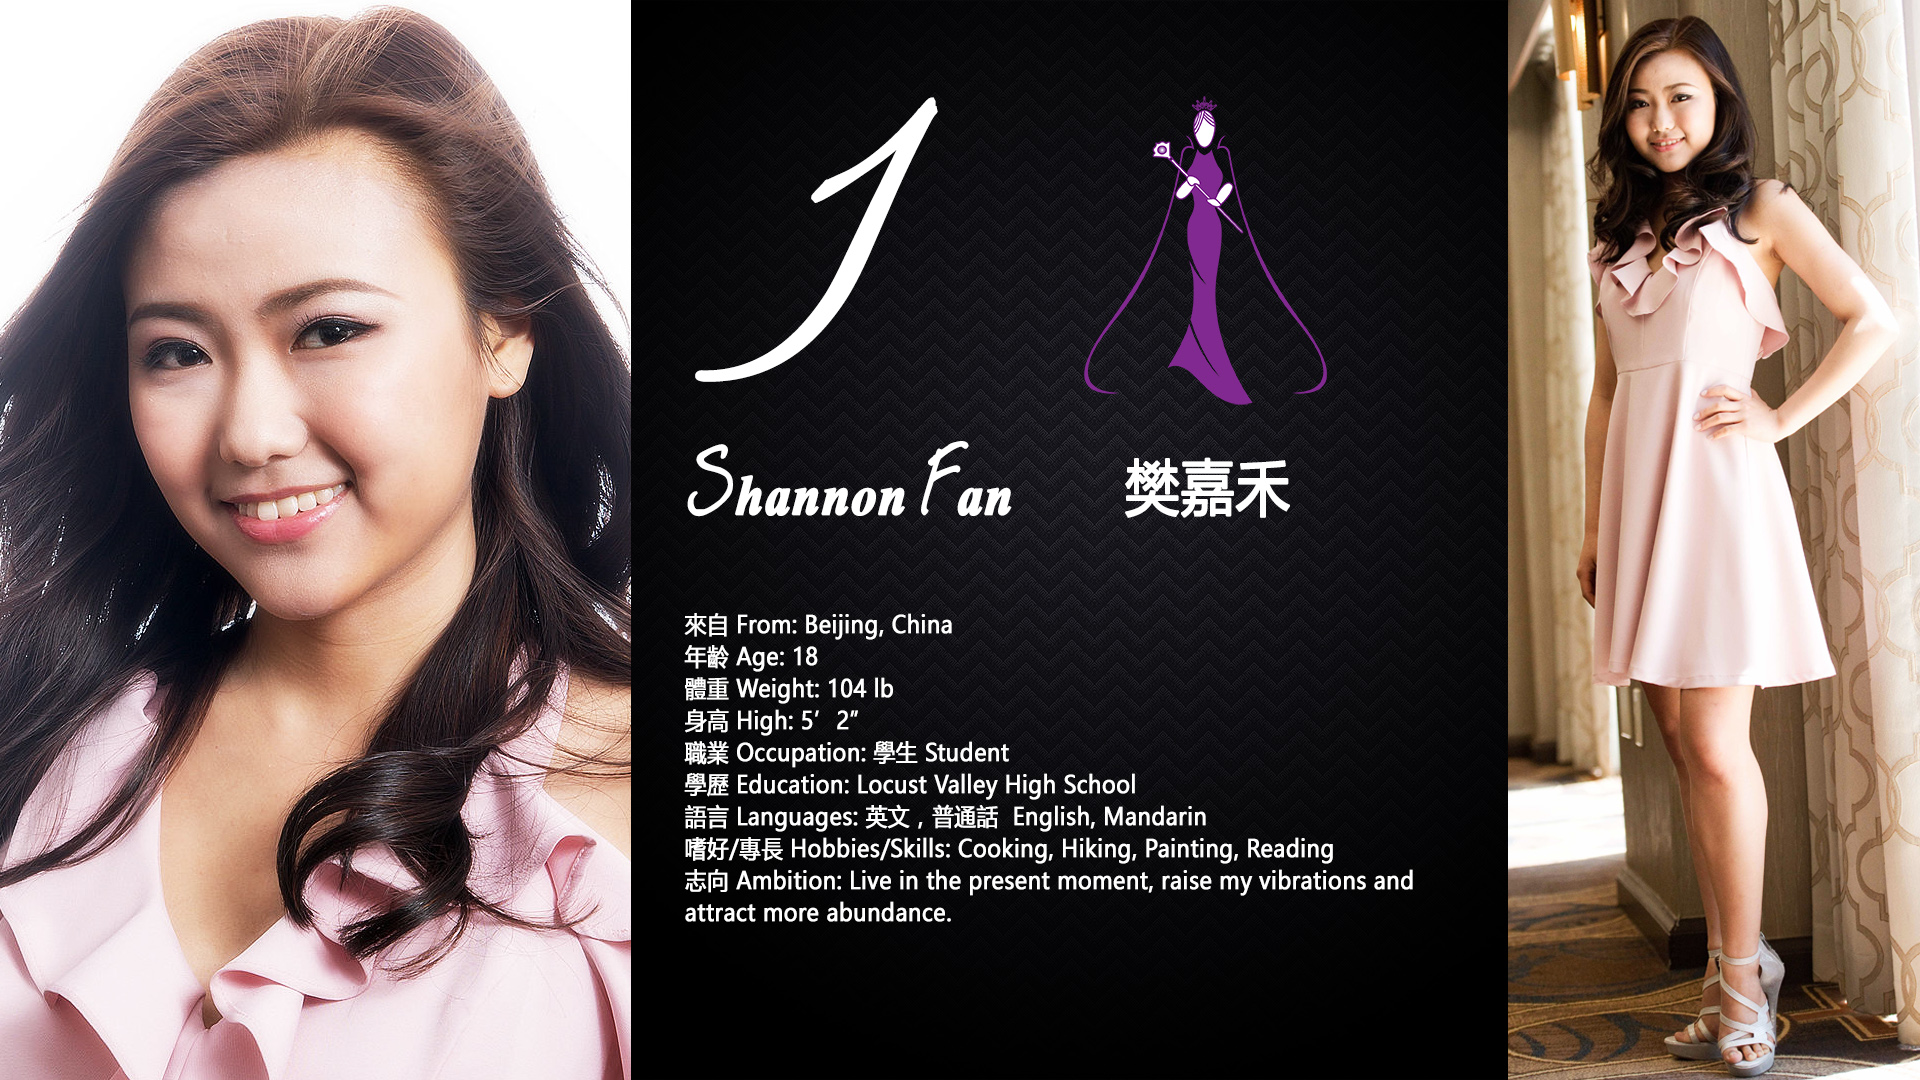 1
Shannon Fan 樊嘉禾
來自 From: Beijing, China
年齡 Age: 18
體重 Weight: 104 lb
身高 High: 5′ 2″
職業 Occupation: 學生 Student
學歷 Education: Locust Valley High School
語言 Languages: 英文，普通話 English, Mandarin
嗜好/專長 Hobbies/Skills: Cooking, Hiking, Painting, Reading
志向 Ambition: Live in the present moment, raise my vibrations and
attract more abundance.